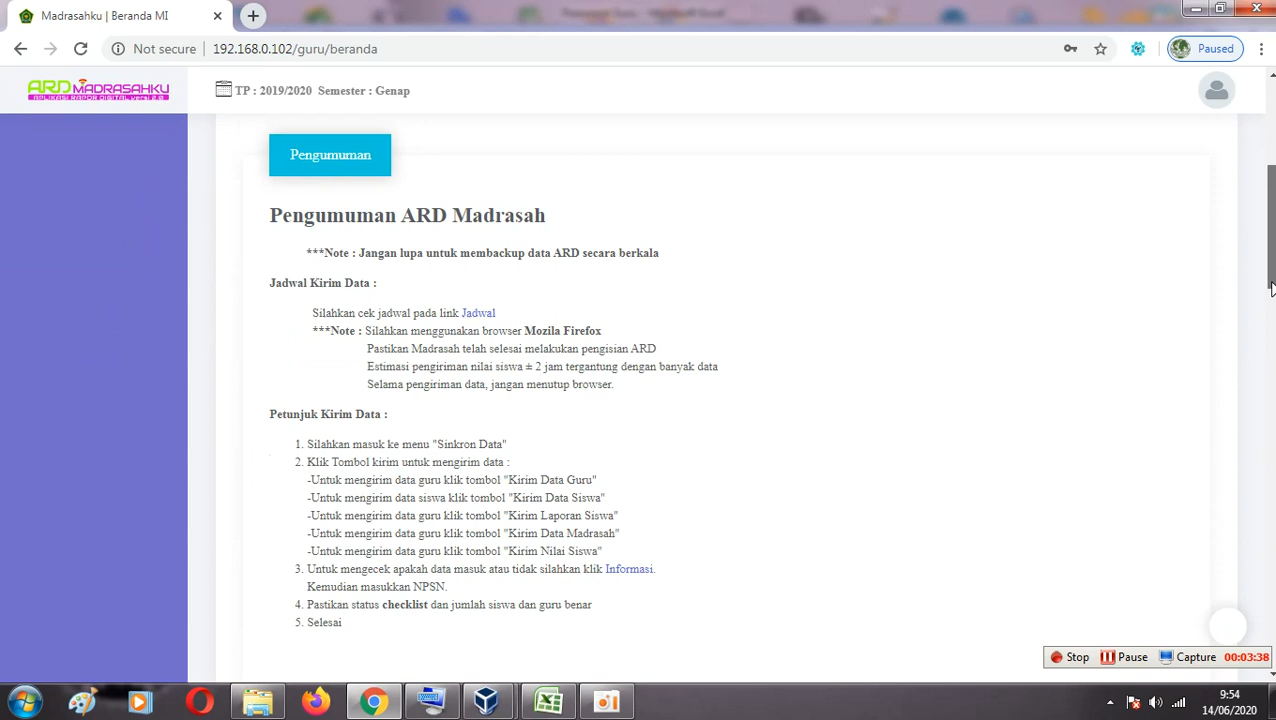 Madrasahku | Beranda MI
Not secure
192.168.0.102/guru/beranda
Paused
ARD MADRASAHKU
APLIKASI RAPOR DIGITAL versi 2.0
TP : 2019/2020 Semester : Genap
Pengumuman
Pengumuman ARD Madrasah
***Note : Jangan lupa untuk membackup data ARD secara berkala
Jadwal Kirim Data :
Silahkan cek jadwal pada link Jadwal
***Note : Silahkan menggunakan browser Mozila Firefox
Pastikan Madrasah telah selesai melakukan pengisian ARD
Estimasi pengiriman nilai siswa ± 2 jam tergantung dengan banyak data
Selama pengiriman data, jangan menutup browser.
Petunjuk Kirim Data :
1. Silahkan masuk ke menu "Sinkron Data"
2. Klik Tombol kirim untuk mengirim data :
-Untuk mengirim data guru klik tombol "Kirim Data Guru"
-Untuk mengirim data siswa klik tombol "Kirim Data Siswa"
-Untuk mengirim data guru klik tombol "Kirim Laporan Siswa"
-Untuk mengirim data guru klik tombol "Kirim Data Madrasah"
-Untuk mengirim data guru klik tombol "Kirim Nilai Siswa"
3. Untuk mengecek apakah data masuk atau tidak silahkan klik Informasi.
Kemudian masukkan NPSN.
4. Pastikan status checklist dan jumlah siswa dan guru benar
5. Selesai
Stop Pause Capture 00:03:38
9:54
14/06/2020